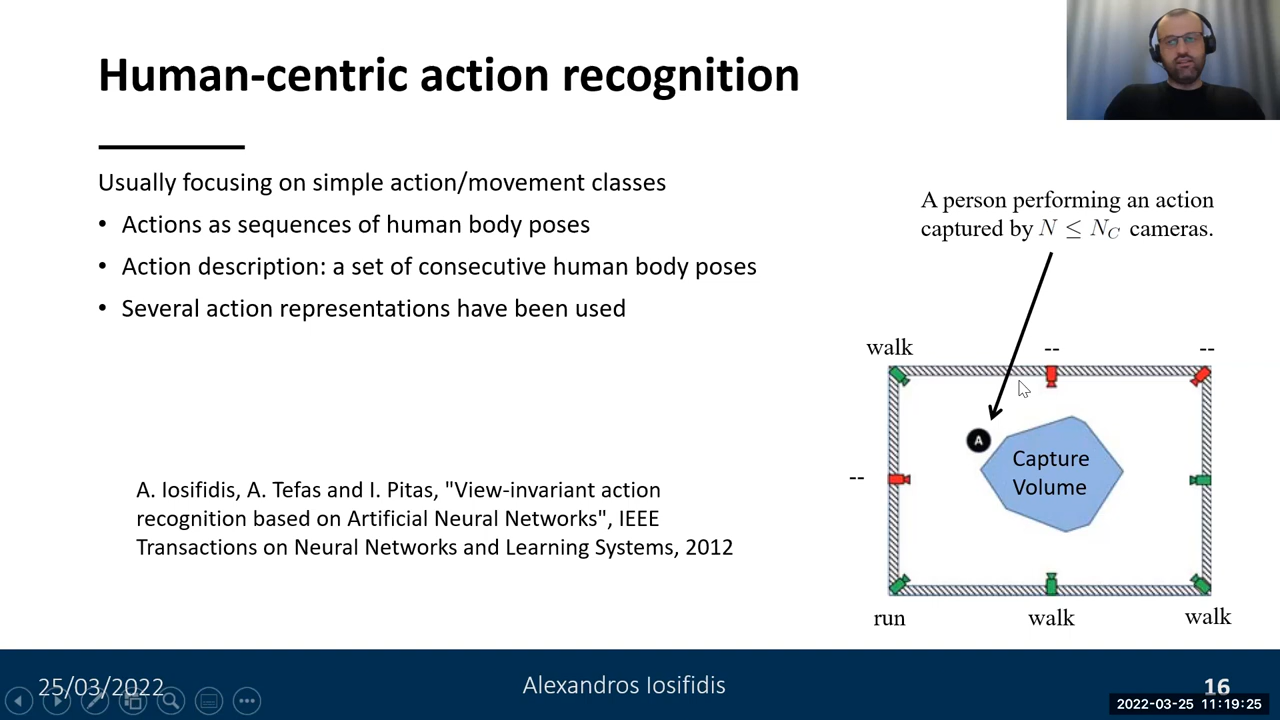 Human-centric action recognition
Usually focusing on simple action/movement classes
• Actions as sequences of human body poses
• Action description: a set of consecutive human body poses
• Several action representations have been used
A. Iosifidis, A. Tefas and I. Pitas, "View-invariant action
recognition based on Artificial Neural Networks", IEEE
Transactions on Neural Networks and Learning Systems, 2012
A person performing an action
captured by N ≤ N_C cameras.
walk -- --
A
Capture
Volume
--
run walk walk
25/03/2022
Alexandros Iosifidis
16
2022-03-25 11:19:25